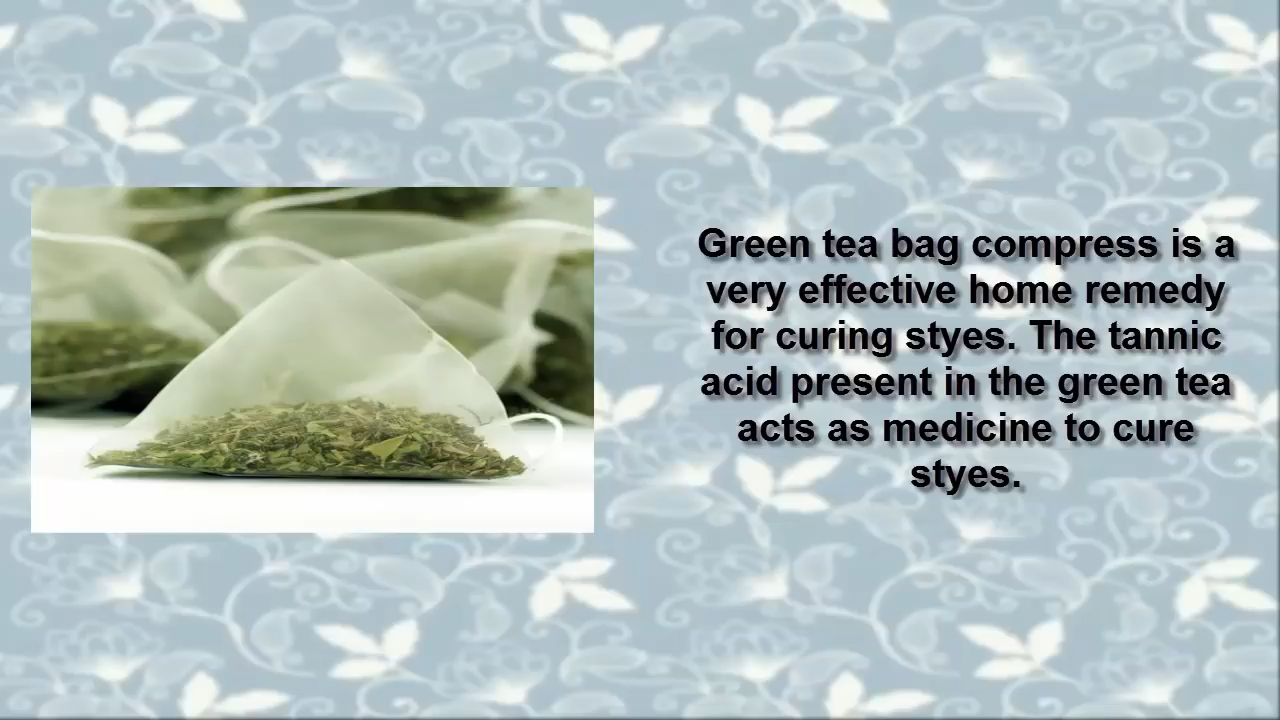 Green tea bag compress is a
very effective home remedy
for curing styes. The tannic
acid present in the green tea
acts as medicine to cure
styes.